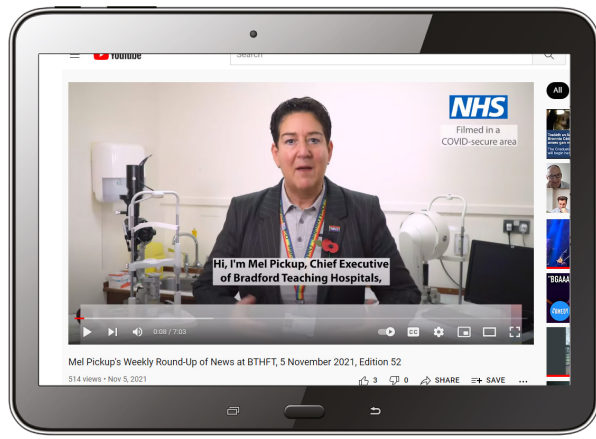 YouTube
Search
All
NHS
Filmed in a
COVID-secure area
Hi, I'm Mel Pickup, Chief Executive
of Bradford Teaching Hospitals,
0:08 / 7:03
CC
Mel Pickup's Weekly Round-Up of News at BTHFT, 5 November 2021, Edition 52
514 views • Nov 5, 2021
3
0
SHARE
SAVE
"BGAAA
COMEDY